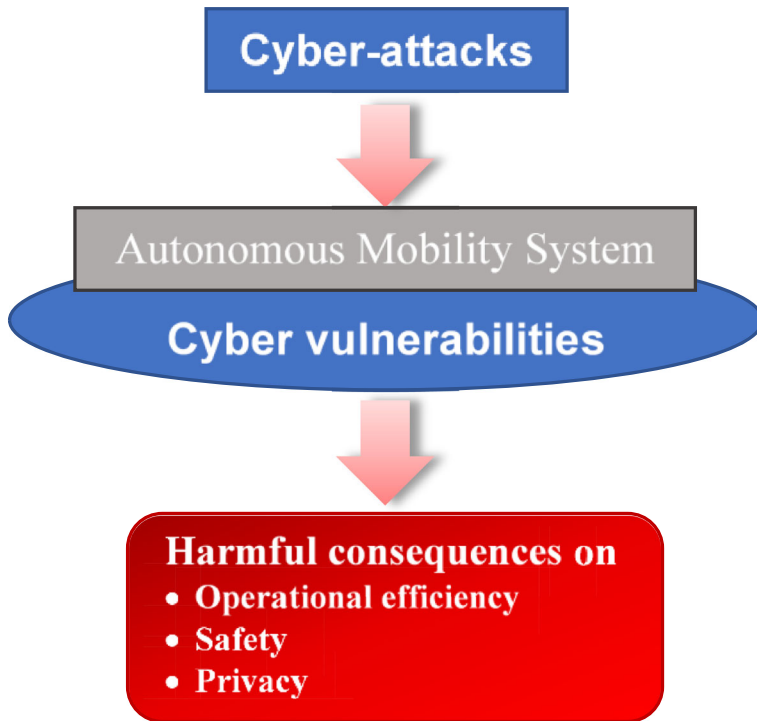 Cyber-attacks
Autonomous Mobility System
Cyber vulnerabilities
Harmful consequences on
• Operational efficiency
• Safety
• Privacy